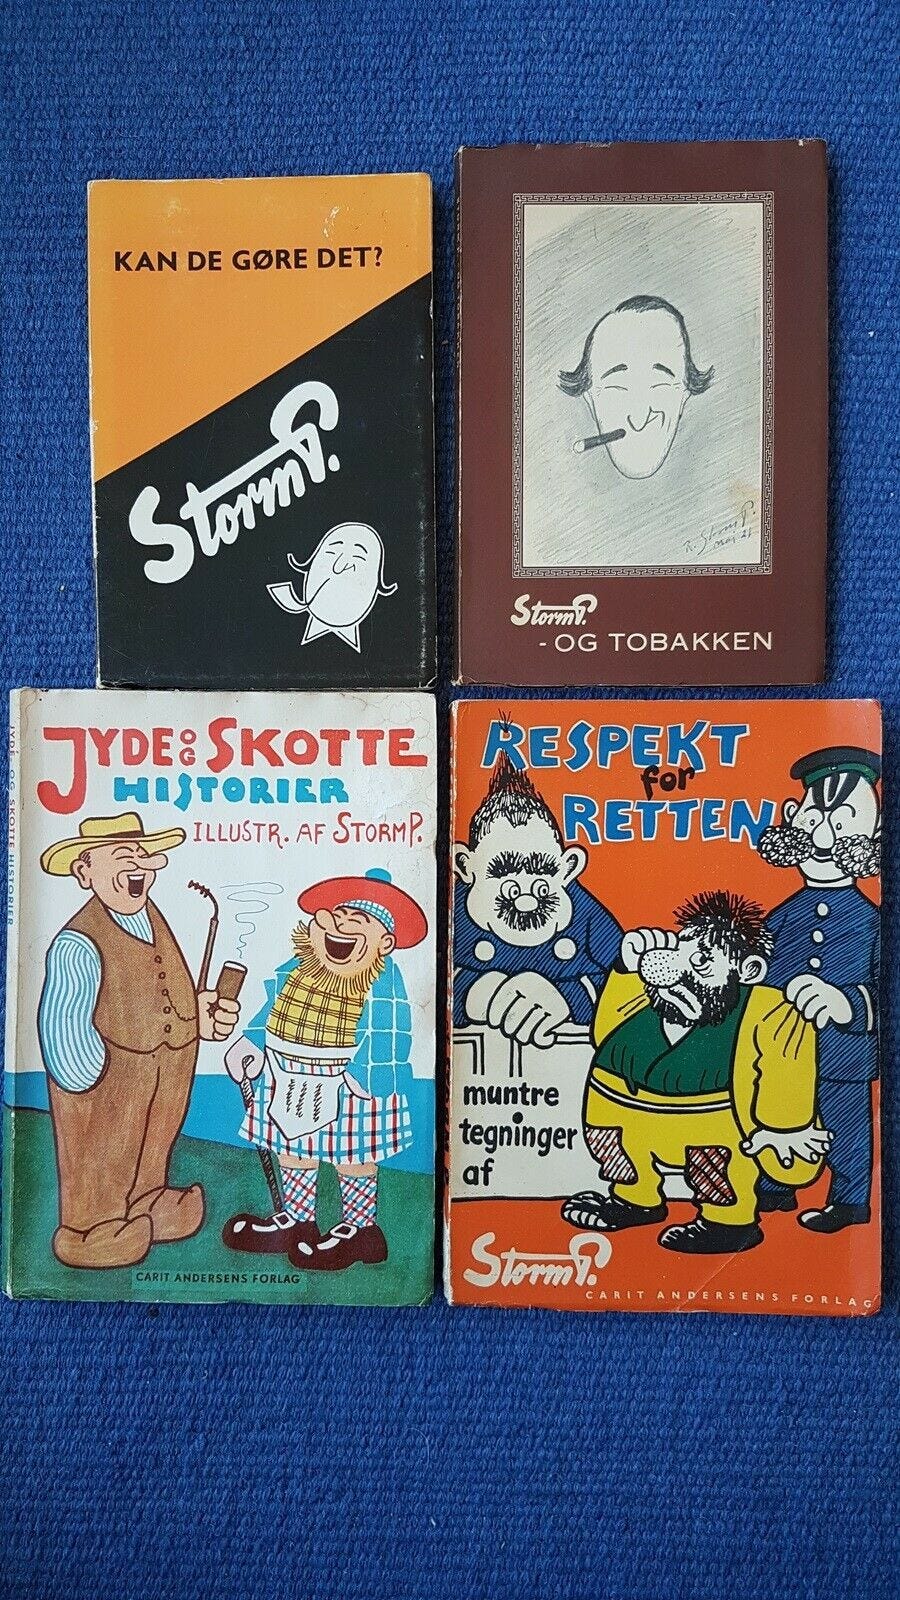 KAN DE GØRE DET?
Storm P.
R. Storm P.
Storm P.
- OG TOBAKKEN
JYDE OG SKOTTE
HISTORIER
ILLUSTR. AF STORM P.
CARIT ANDERSENS FORLAG
JYDE OG SKOTTE HISTORIER
RESPEKT
for
RETTEN
muntre
tegninger
af
Storm P.
CARIT ANDERSENS FORLAG